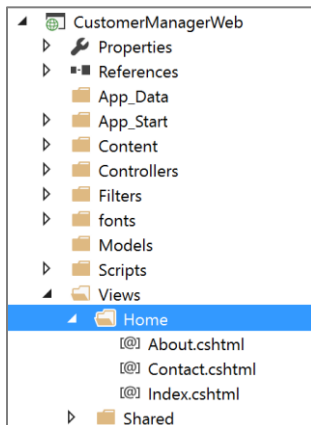 CustomerManagerWeb
Properties
References
App_Data
App_Start
Content
Controllers
Filters
fonts
Models
Scripts
Views
Home
[@] About.cshtml
[@] Contact.cshtml
[@] Index.cshtml
Shared